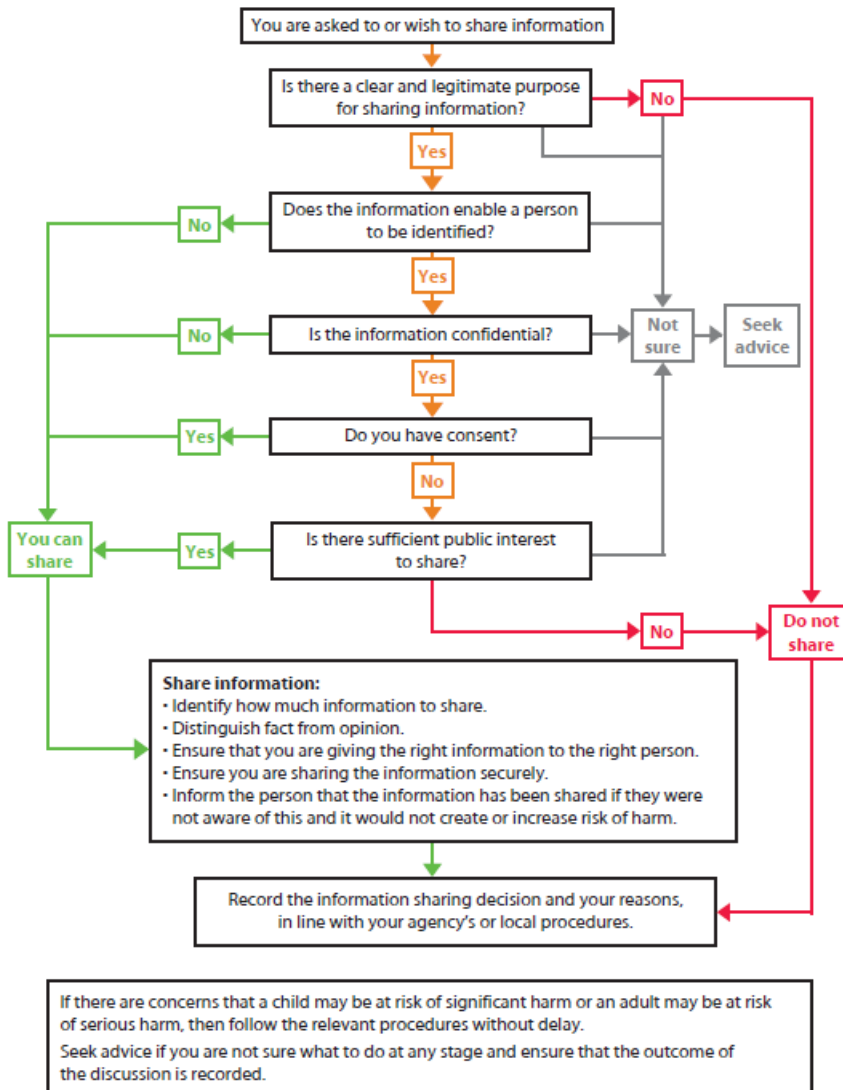 You are asked to or wish to share information
Is there a clear and legitimate purpose
for sharing information?
No
Yes
Does the information enable a person
to be identified?
No
Yes
Is the information confidential?
No
Not
sure
Seek
advice
Yes
Do you have consent?
Yes
No
Is there sufficient public interest
to share?
You can
share
Yes
No
Do not
share
Share information:
· Identify how much information to share.
· Distinguish fact from opinion.
· Ensure that you are giving the right information to the right person.
· Ensure you are sharing the information securely.
· Inform the person that the information has been shared if they were
not aware of this and it would not create or increase risk of harm.
Record the information sharing decision and your reasons,
in line with your agency's or local procedures.
If there are concerns that a child may be at risk of significant harm or an adult may be at risk
of serious harm, then follow the relevant procedures without delay.
Seek advice if you are not sure what to do at any stage and ensure that the outcome of
the discussion is recorded.